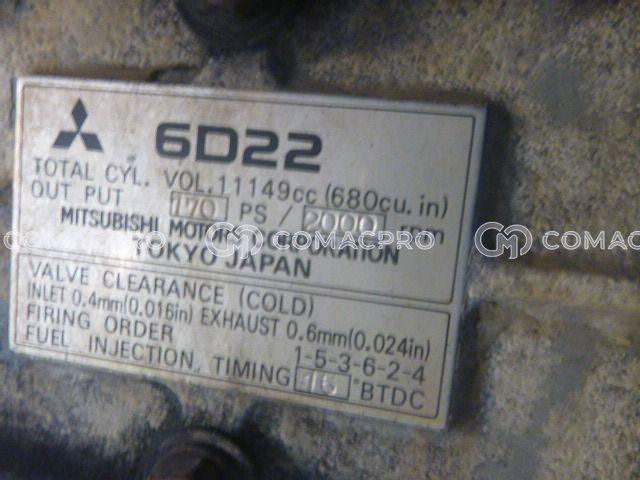 6D22
TOTAL CYL. VOL. 11149cc (680cu. in)
OUT PUT 170 PS / 2000 rpm
MITSUBISHI MOTORS CORPORATION
TOKYO JAPAN
VALVE CLEARANCE (COLD)
INLET 0.4mm(0.016in) EXHAUST 0.6mm(0.024in)
FIRING ORDER 1-5-3-6-2-4
FUEL INJECTION, TIMING 15 °BTDC
COMACPRO COMACPRO COMACPRO